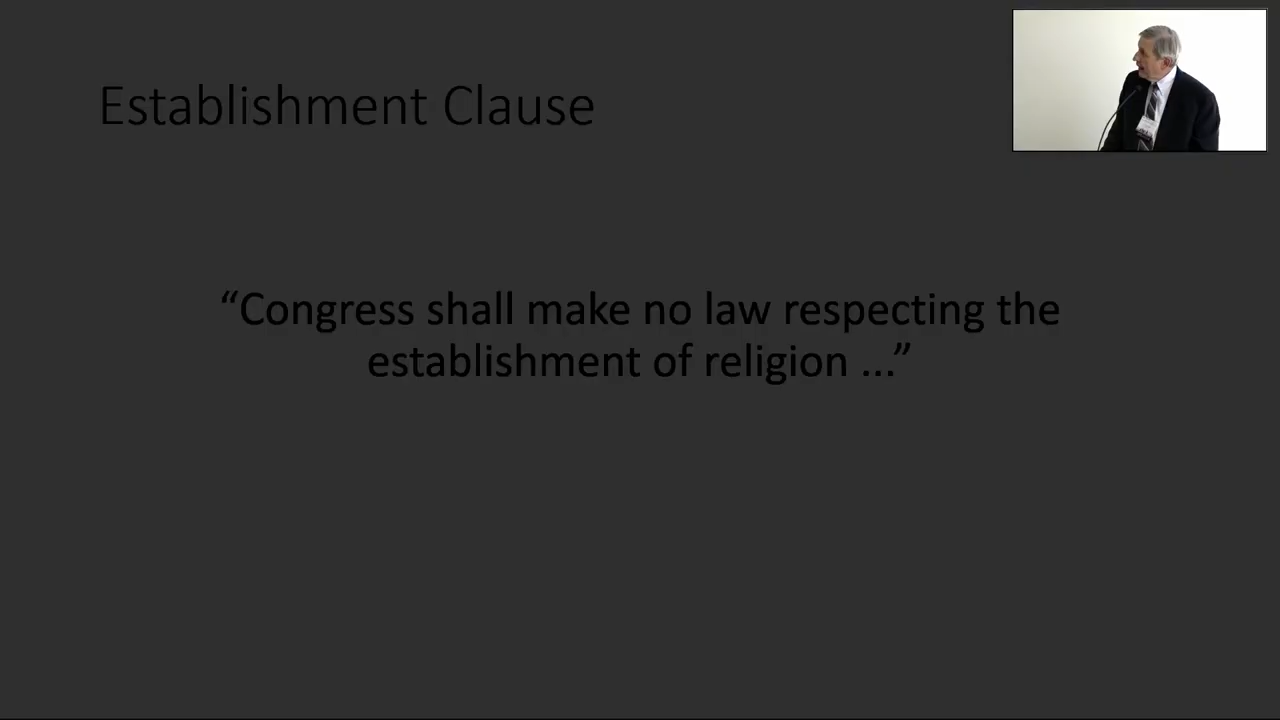 Establishment Clause
“Congress shall make no law respecting the
establishment of religion ...”